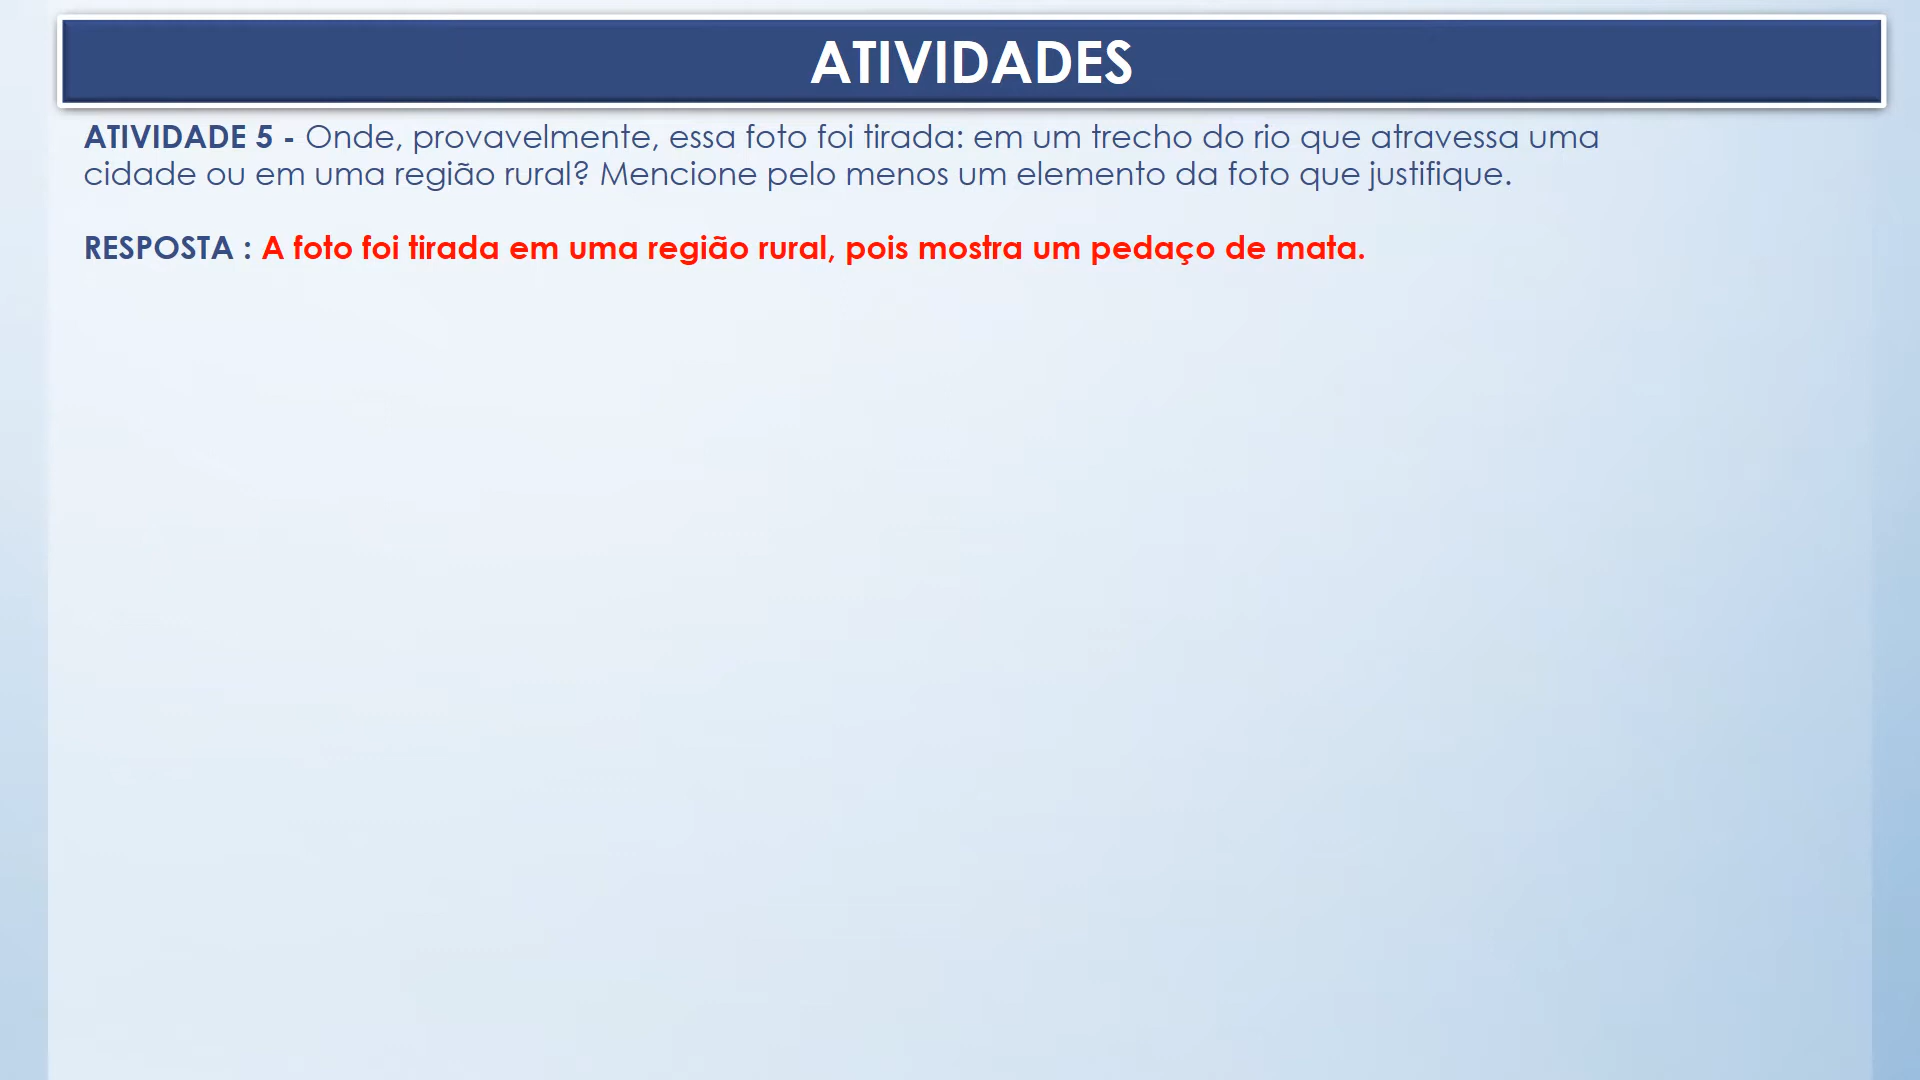 ATIVIDADES
ATIVIDADE 5 - Onde, provavelmente, essa foto foi tirada: em um trecho do rio que atravessa uma
cidade ou em uma região rural? Mencione pelo menos um elemento da foto que justifique.
RESPOSTA : A foto foi tirada em uma região rural, pois mostra um pedaço de mata.